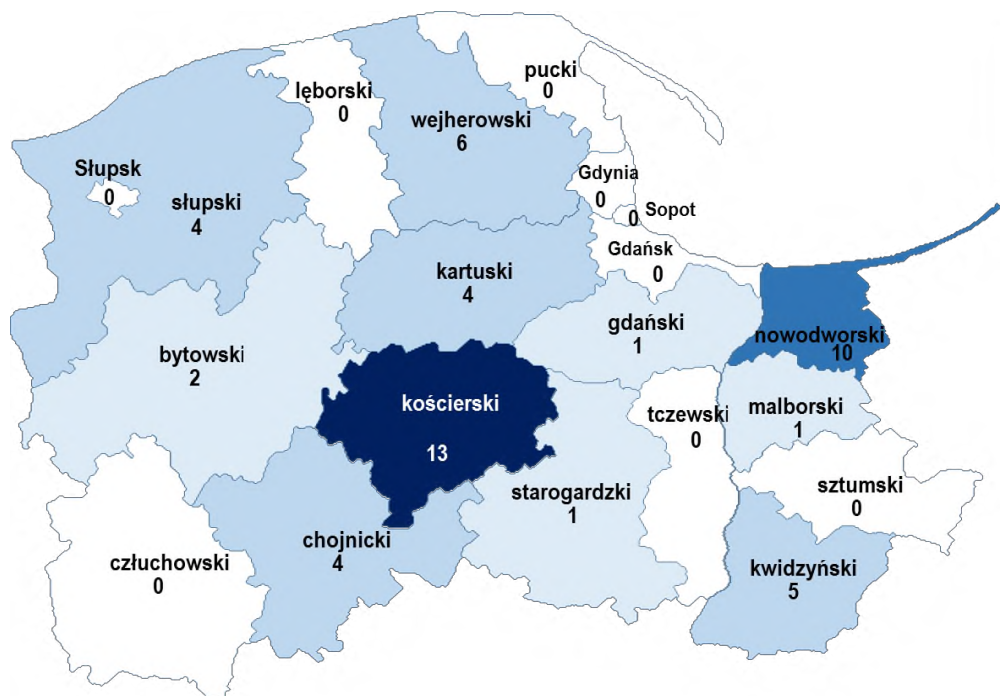 pucki
0
lęborski
0
wejherowski
6
Słupsk
0
Gdynia
0
słupski
4
Sopot
0
Gdańsk
0
kartuski
4
gdański
1
nowodworski
10
bytowski
2
kościerski
13
tczewski
0
malborski
1
starogardzki
1
sztumski
0
chojnicki
4
człuchowski
0
kwidzyński
5